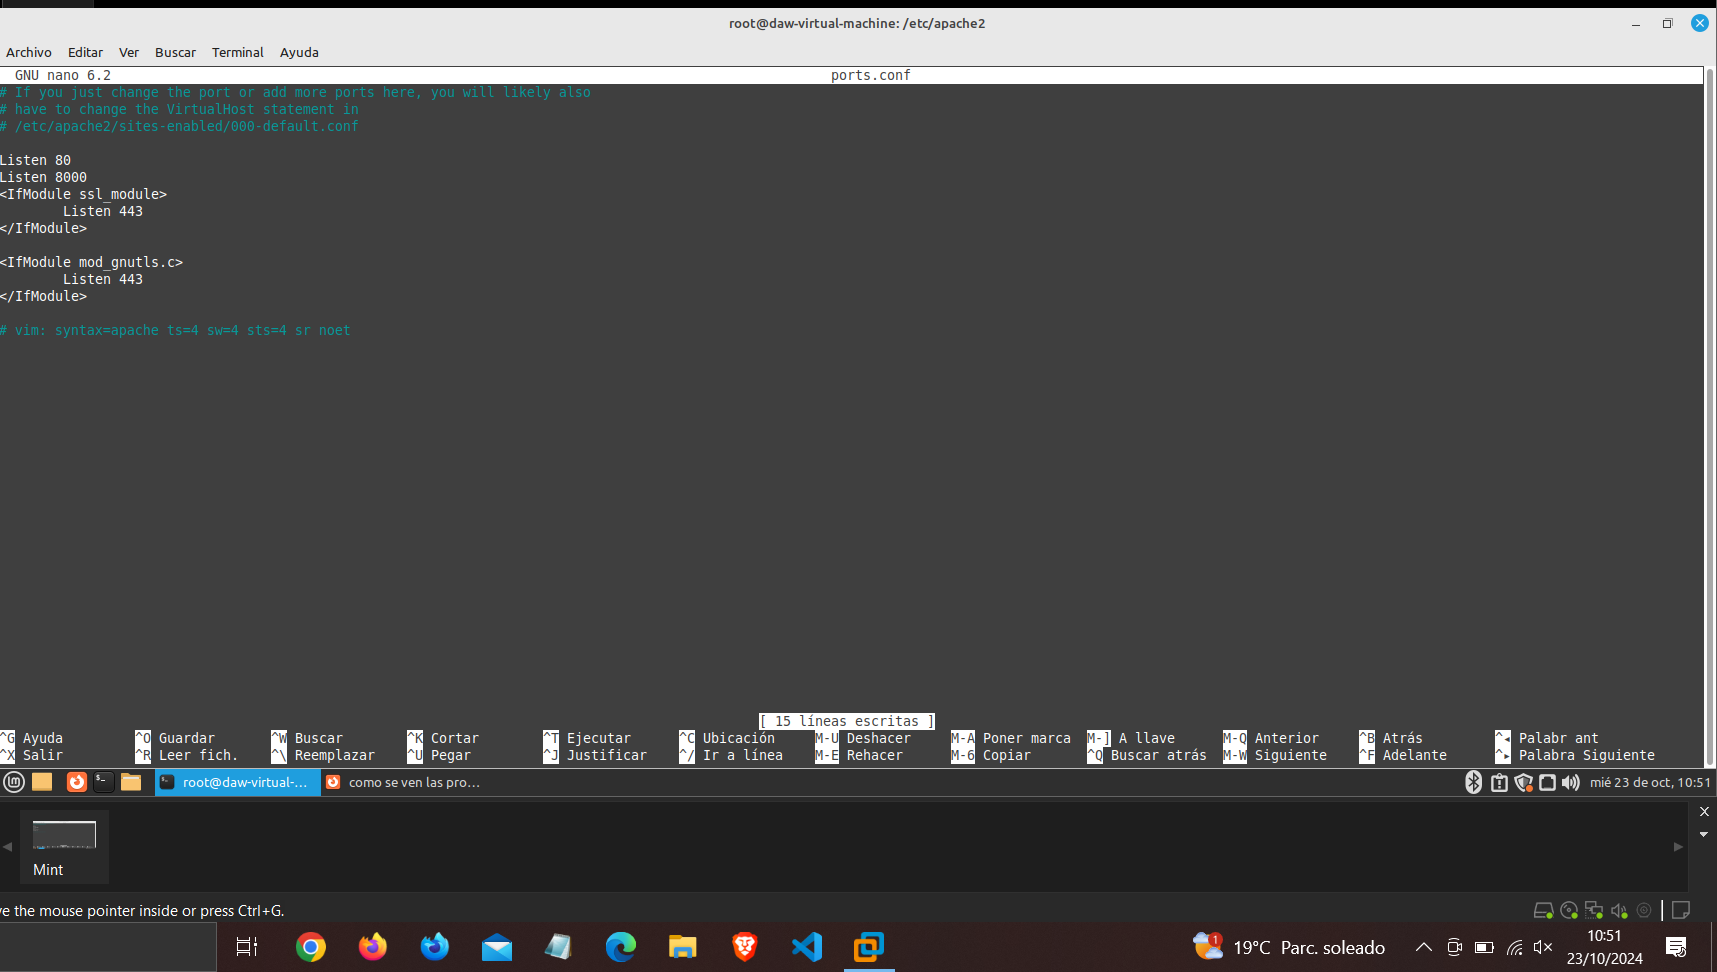 root@daw-virtual-machine: /etc/apache2
Archivo Editar Ver Buscar Terminal Ayuda
GNU nano 6.2 ports.conf
# If you just change the port or add more ports here, you will likely also
# have to change the VirtualHost statement in
# /etc/apache2/sites-enabled/000-default.conf
Listen 80
Listen 8000
<IfModule ssl_module>
Listen 443
</IfModule>
<IfModule mod_gnutls.c>
Listen 443
</IfModule>
# vim: syntax=apache ts=4 sw=4 sts=4 sr noet
[ 15 líneas escritas ]
^G Ayuda ^O Guardar ^W Buscar ^K Cortar ^T Ejecutar ^C Ubicación M-U Deshacer M-A Poner marca M-] A llave M-Q Anterior ^B Atrás ^◂ Palabr ant
^X Salir ^R Leer fich. ^\ Reemplazar ^U Pegar ^J Justificar ^/ Ir a línea M-E Rehacer M-6 Copiar ^Q Buscar atrás M-W Siguiente ^F Adelante ^▸ Palabra Siguiente
root@daw-virtual-... como se ven las pro... mié 23 de oct, 10:51
Mint
ve the mouse pointer inside or press Ctrl+G.
1 19°C Parc. soleado 10:51
23/10/2024